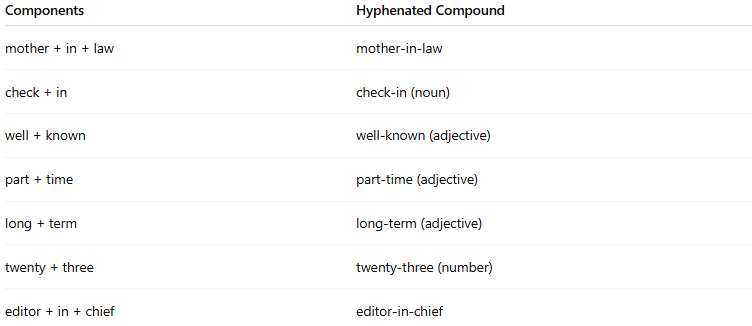 Components Hyphenated Compound
mother + in + law mother-in-law
check + in check-in (noun)
well + known well-known (adjective)
part + time part-time (adjective)
long + term long-term (adjective)
twenty + three twenty-three (number)
editor + in + chief editor-in-chief